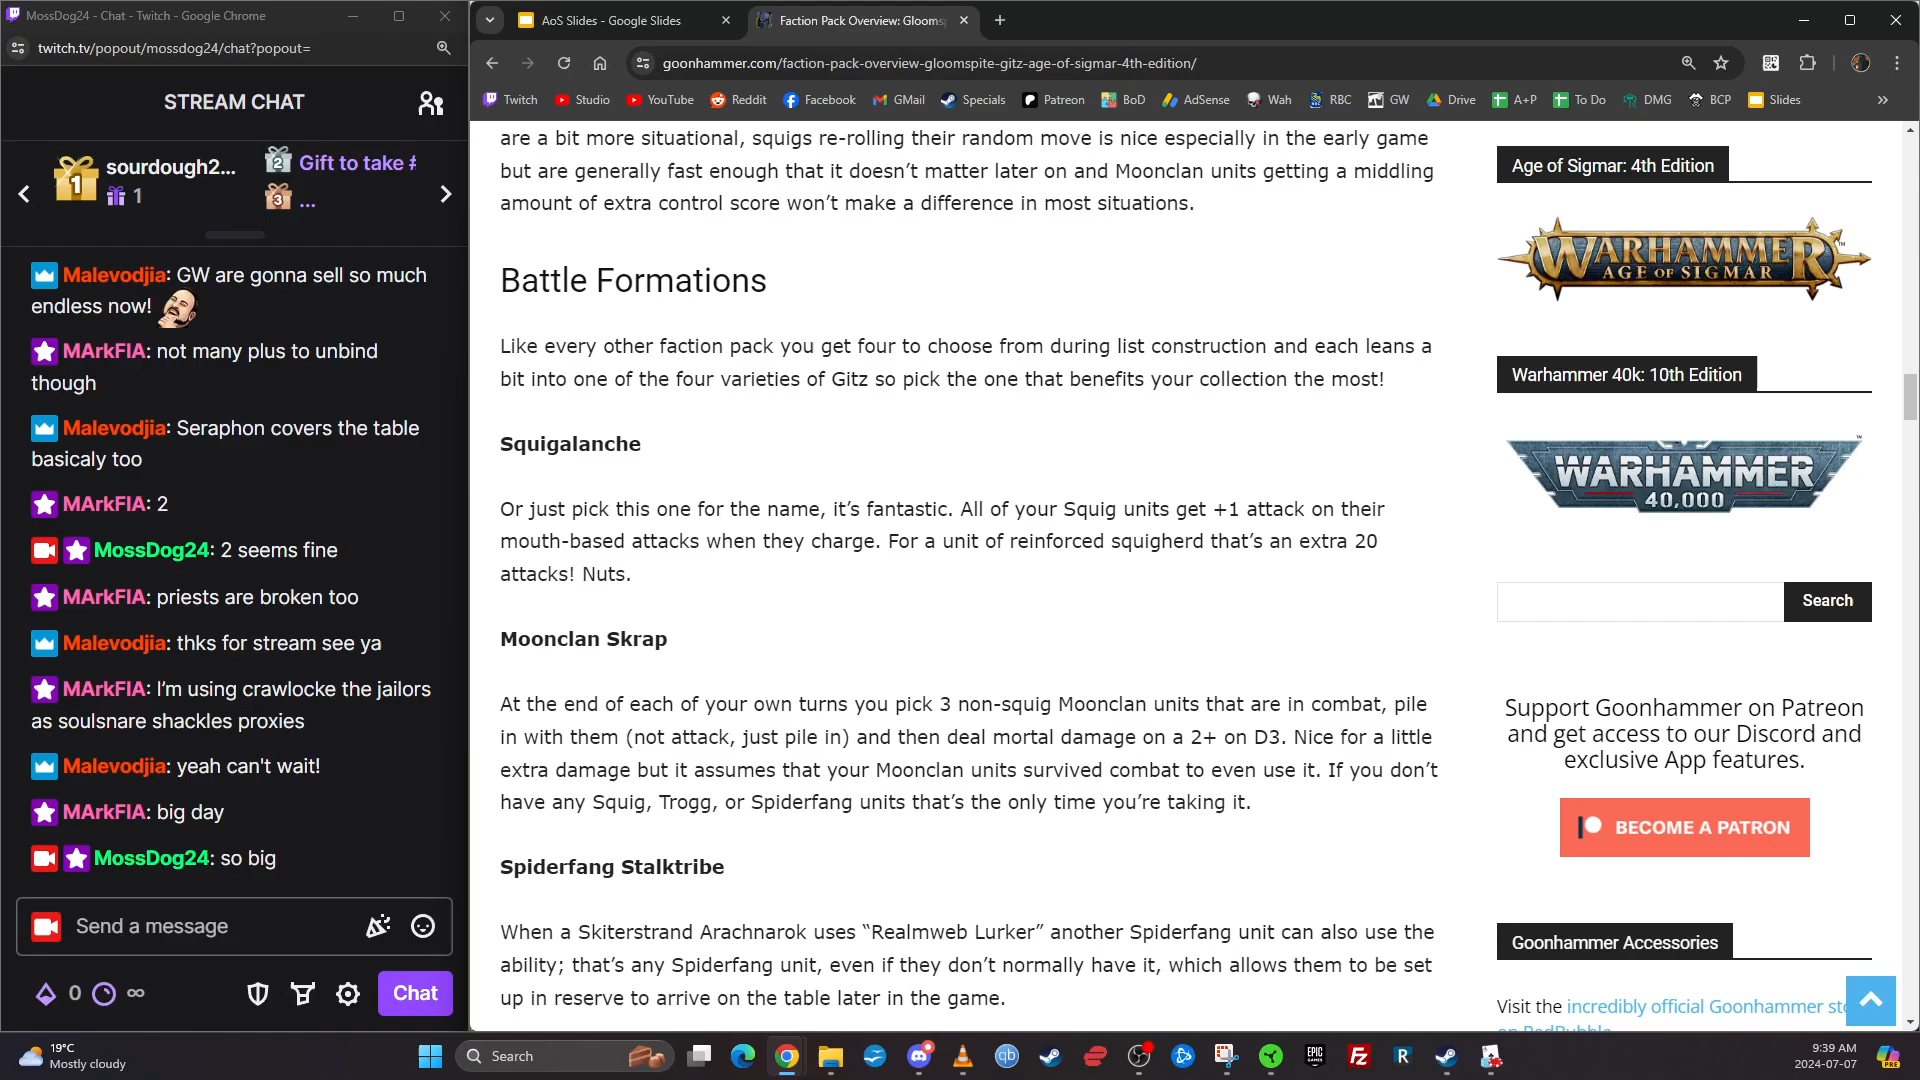 MossDog24 - Chat - Twitch - Google Chrome
twitch.tv/popout/mossdog24/chat?popout=
STREAM CHAT
1
sourdough2...
1
2
Gift to take #
3
...
Malevodjia: GW are gonna sell so much
endless now!
MArkFIA: not many plus to unbind
though
Malevodjia: Seraphon covers the table
basicaly too
MArkFIA: 2
MossDog24: 2 seems fine
MArkFIA: priests are broken too
Malevodjia: thks for stream see ya
MArkFIA: I'm using crawlocke the jailors
as soulsnare shackles proxies
Malevodjia: yeah can't wait!
MArkFIA: big day
MossDog24: so big
Send a message
0
∞
Chat
AoS Slides - Google Slides
Faction Pack Overview: Glooms
goonhammer.com/faction-pack-overview-gloomspite-gitz-age-of-sigmar-4th-edition/
Twitch
Studio
YouTube
Reddit
Facebook
GMail
Specials
Patreon
BoD
AdSense
Wah
RBC
GW
Drive
A+P
To Do
DMG
BCP
Slides
are a bit more situational, squigs re-rolling their random move is nice especially in the early game
but are generally fast enough that it doesn’t matter later on and Moonclan units getting a middling
amount of extra control score won’t make a difference in most situations.
Battle Formations
Like every other faction pack you get four to choose from during list construction and each leans a
bit into one of the four varieties of Gitz so pick the one that benefits your collection the most!
Squigalanche
Or just pick this one for the name, it’s fantastic. All of your Squig units get +1 attack on their
mouth-based attacks when they charge. For a unit of reinforced squigherd that’s an extra 20
attacks! Nuts.
Moonclan Skrap
At the end of each of your own turns you pick 3 non-squig Moonclan units that are in combat, pile
in with them (not attack, just pile in) and then deal mortal damage on a 2+ on D3. Nice for a little
extra damage but it assumes that your Moonclan units survived combat to even use it. If you don’t
have any Squig, Trogg, or Spiderfang units that’s the only time you’re taking it.
Spiderfang Stalktribe
When a Skiterstrand Arachnarok uses “Realmweb Lurker” another Spiderfang unit can also use the
ability; that’s any Spiderfang unit, even if they don’t normally have it, which allows them to be set
up in reserve to arrive on the table later in the game.
Age of Sigmar: 4th Edition
WARHAMMER
AGE OF SIGMAR
Warhammer 40k: 10th Edition
WARHAMMER
40,000
Search
Support Goonhammer on Patreon
and get access to our Discord and
exclusive App features.
BECOME A PATRON
Goonhammer Accessories
Visit the incredibly official Goonhammer sto
on RedBubble
19°C
Mostly cloudy
Search
9:39 AM
2024-07-07